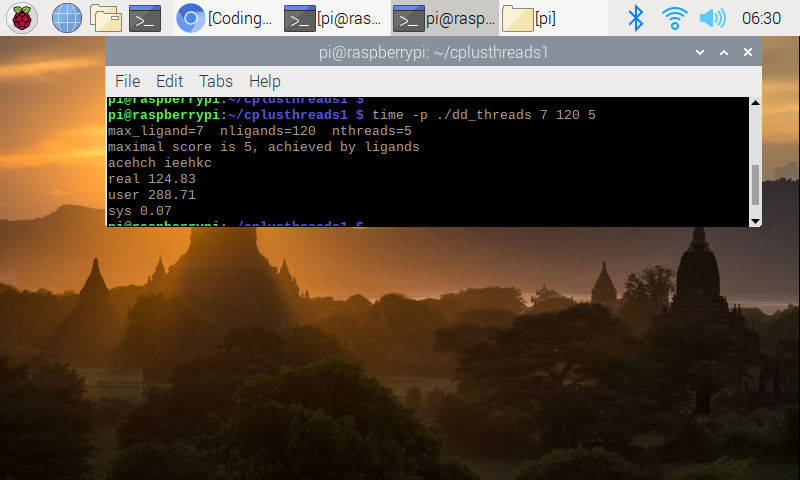 [Coding...
[pi@ras...
pi@rasp...
[pi]
06:30
pi@raspberrypi: ~/cplusthreads1
File Edit Tabs Help
pi@raspberrypi:~/cplusthreads1 $
pi@raspberrypi:~/cplusthreads1 $ time -p ./dd_threads 7 120 5
max_ligand=7  nligands=120  nthreads=5
maximal score is 5, achieved by ligands
acehch ieehkc
real 124.83
user 288.71
sys 0.07
pi@raspberrypi:~/cplusthreads1 $